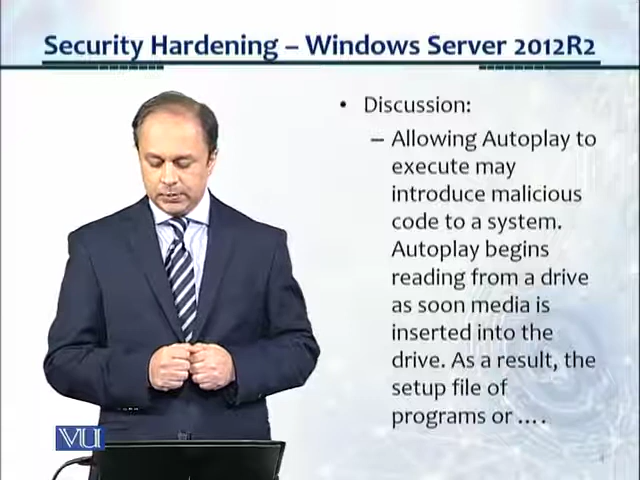 Security Hardening – Windows Server 2012R2
• Discussion:
– Allowing Autoplay to
execute may
introduce malicious
code to a system.
Autoplay begins
reading from a drive
as soon media is
inserted into the
drive. As a result, the
setup file of
programs or ....
VU